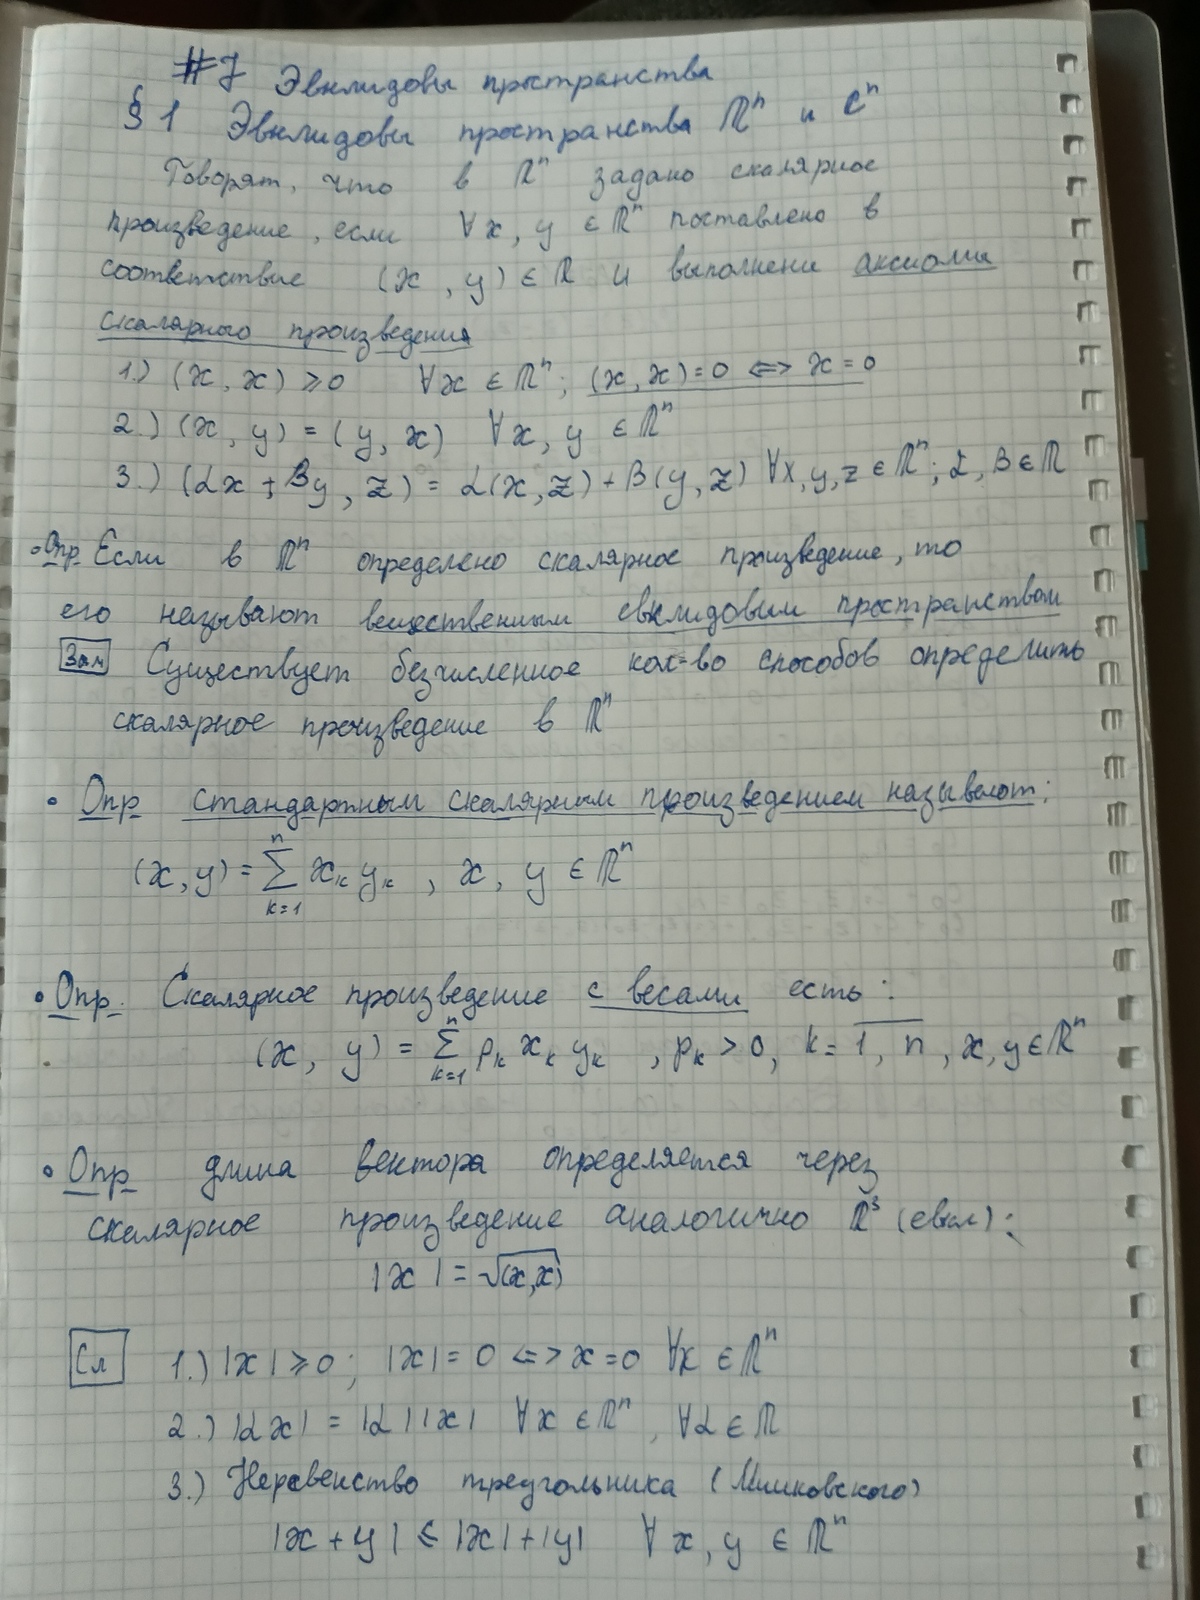 #7 Эвклидовы пространства
§ 1 Эвклидовы пространства ℝⁿ и ℂⁿ
Говорят, что в ℝⁿ задано скалярное
произведение, если ∀x, y ∈ ℝⁿ поставлено в
соответствие (x, y) ∈ ℝ и выполнены аксиомы
скалярного произведения
1.) (x, x) ⩾ 0 ∀x ∈ ℝⁿ; (x, x) = 0 <=> x = 0
2.) (x, y) = (y, x) ∀x, y ∈ ℝⁿ
3.) (αx + βy, z) = α(x, z) + β(y, z) ∀x, y, z ∈ ℝⁿ; α, β ∈ ℝ
• Опр Если в ℝⁿ определено скалярное произведение, то
его называют вещественным евклидовым пространством
Зам Существует безчисленное кол-во способов определить
скалярное произведение в ℝⁿ
• Опр стандартным скалярным произведением называют:
(x, y) = ∑ₖ₌₁ⁿ xₖ yₖ , x, y ∈ ℝⁿ
• Опр. Скалярное произведение с весами есть:
(x, y) = ∑ₖ₌₁ⁿ pₖ xₖ yₖ , pₖ > 0, k = 1, n , x, y ∈ ℝⁿ
• Опр длина вектора определяется через
скалярное произведение аналогично ℝ³ (евкл):
|x| = √(x, x)
Сл 1.) |x| ⩾ 0; |x| = 0 <=> x = 0 ∀x ∈ ℝⁿ
2.) |αx| = |α||x| ∀x ∈ ℝⁿ, ∀α ∈ ℝ
3.) Неравенство треугольника (Минковского)
|x + y| ⩽ |x| + |y| ∀x, y ∈ ℝⁿ